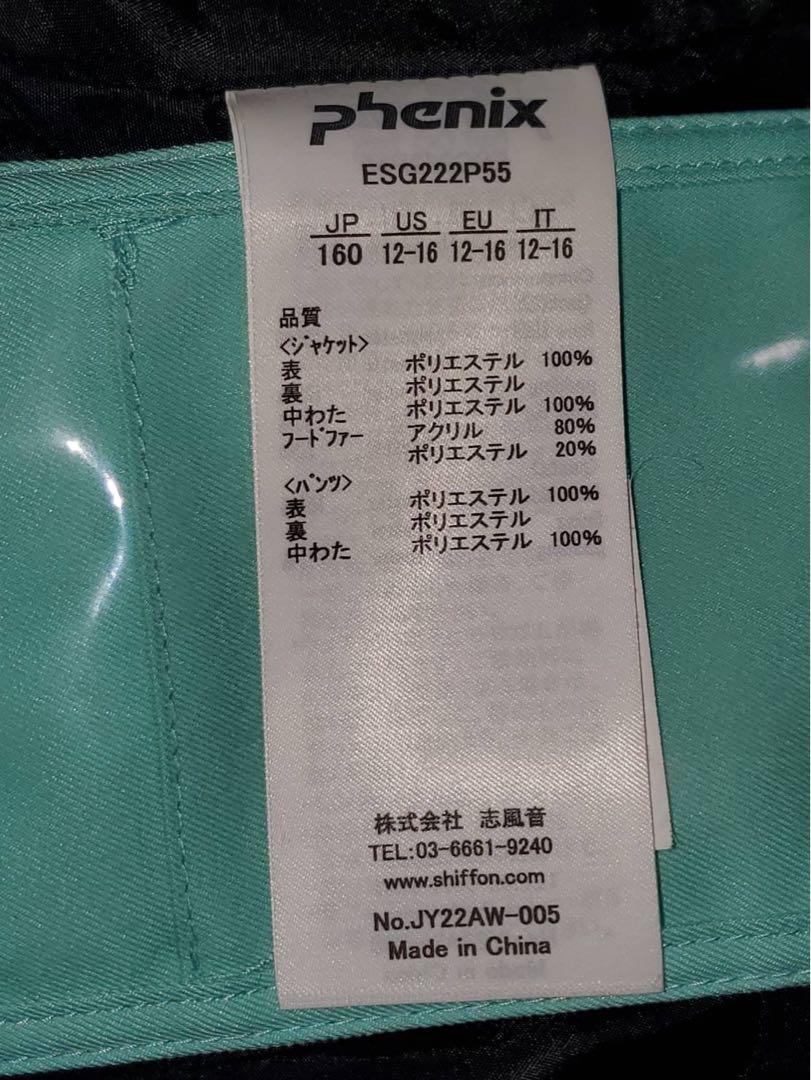 phenix
ESG222P55
JP US EU IT
160 12-16 12-16 12-16
品質
<ジャケット>
表 ポリエステル 100%
裏 ポリエステル
中わた ポリエステル 100%
フードファー アクリル 80%
ポリエステル 20%
<パンツ>
表 ポリエステル 100%
裏 ポリエステル
中わた ポリエステル 100%
株式会社 志風音
TEL:03-6661-9240
www.shiffon.com
No.JY22AW-005
Made in China